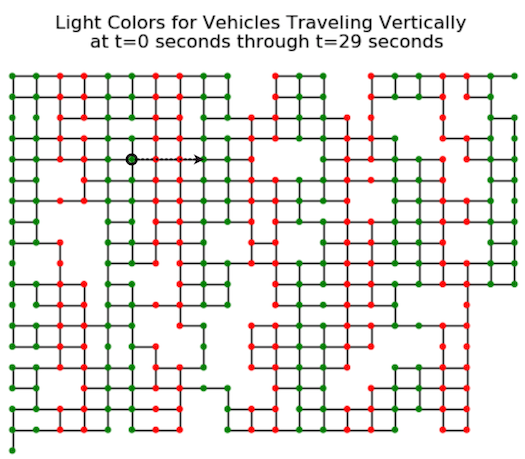 Light Colors for Vehicles Traveling Vertically
at t=0 seconds through t=29 seconds